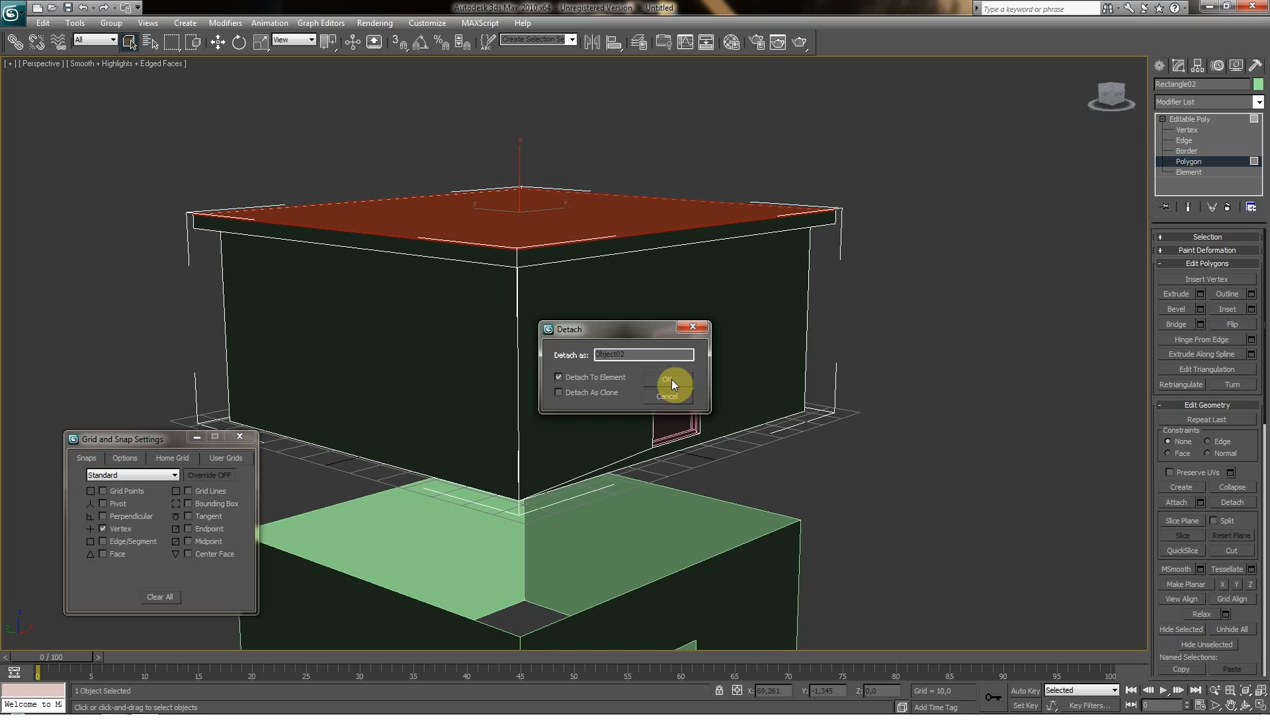 Autodesk 3ds Max 2010 x64 Unregistered Version Untitled
Type a keyword or phrase
Edit Tools Group Views Create Modifiers Animation Graph Editors Rendering Customize MAXScript Help
All View Create Selection Se
[ + ] [ Perspective ] [ Smooth + Highlights + Edged Faces ]
Rectangle02
Modifier List
Editable Poly
Vertex
Edge
Border
Polygon
Element
+ Selection
+ Paint Deformation
- Edit Polygons
Insert Vertex
Extrude Outline
Bevel Inset
Bridge Flip
Hinge From Edge
Extrude Along Spline
Edit Triangulation
Retriangulate Turn
- Edit Geometry
Repeat Last
Constraints
None Edge
Face Normal
Preserve UVs
Create Collapse
Attach Detach
Slice Plane Split
Slice Reset Plane
QuickSlice Cut
MSmooth Tessellate
Make Planar X Y Z
View Align Grid Align
Relax
Hide Selected Unhide All
Hide Unselected
Named Selections:
Copy Paste
Detach
Detach as: Object02
Detach To Element OK
Detach As Clone Cancel
Grid and Snap Settings
Snaps Options Home Grid User Grids
Standard Override OFF
Grid Points Grid Lines
Pivot Bounding Box
Perpendicular Tangent
Vertex Endpoint
Edge/Segment Midpoint
Face Center Face
Clear All
0 / 100
0 10 15 20 25 30 35 40 45 50 55 60 65 70 75 80 85 90 95 100
1 Object Selected X: 69,261 Y: -1,345 Z: 0,0 Grid = 10,0 Auto Key Selected
Welcome to M Click or click-and-drag to select objects Add Time Tag Set Key Key Filters... 0